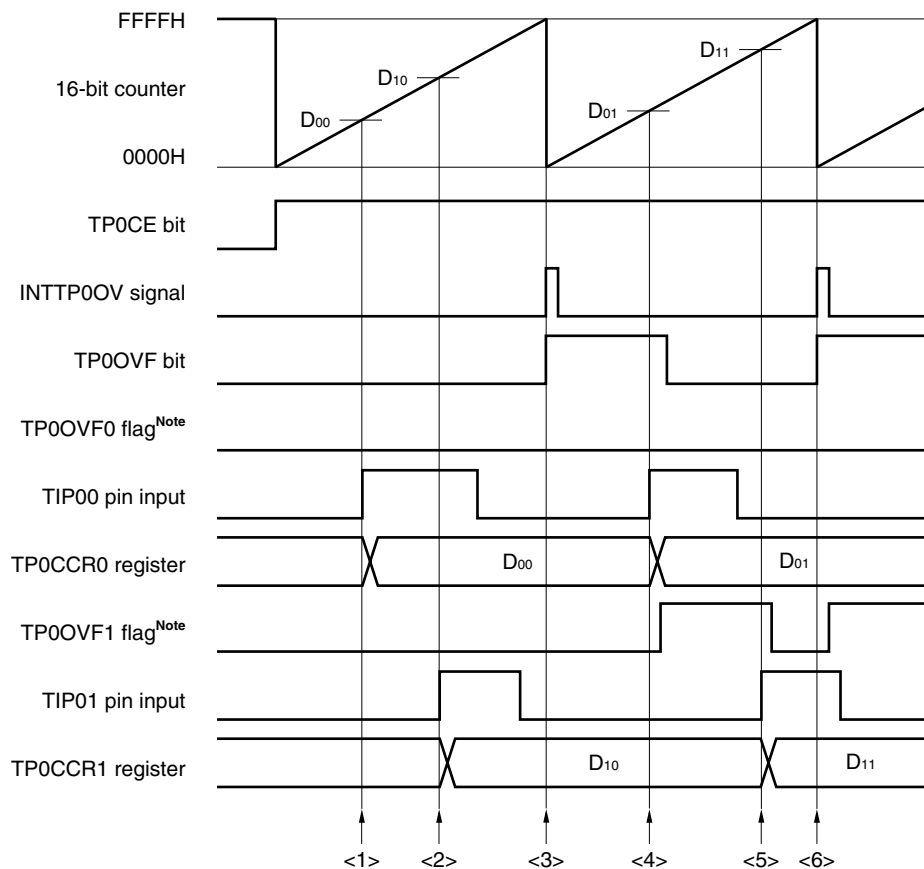 FFFFH
D11
D10
16-bit counter
D01
D00
0000H
TP0CE bit
INTTP0OV signal
TP0OVF bit
TP0OVF0 flagNote
TIP00 pin input
TP0CCR0 register
D00
D01
TP0OVF1 flagNote
TIP01 pin input
TP0CCR1 register
D10
D11
<1> <2> <3> <4> <5> <6>